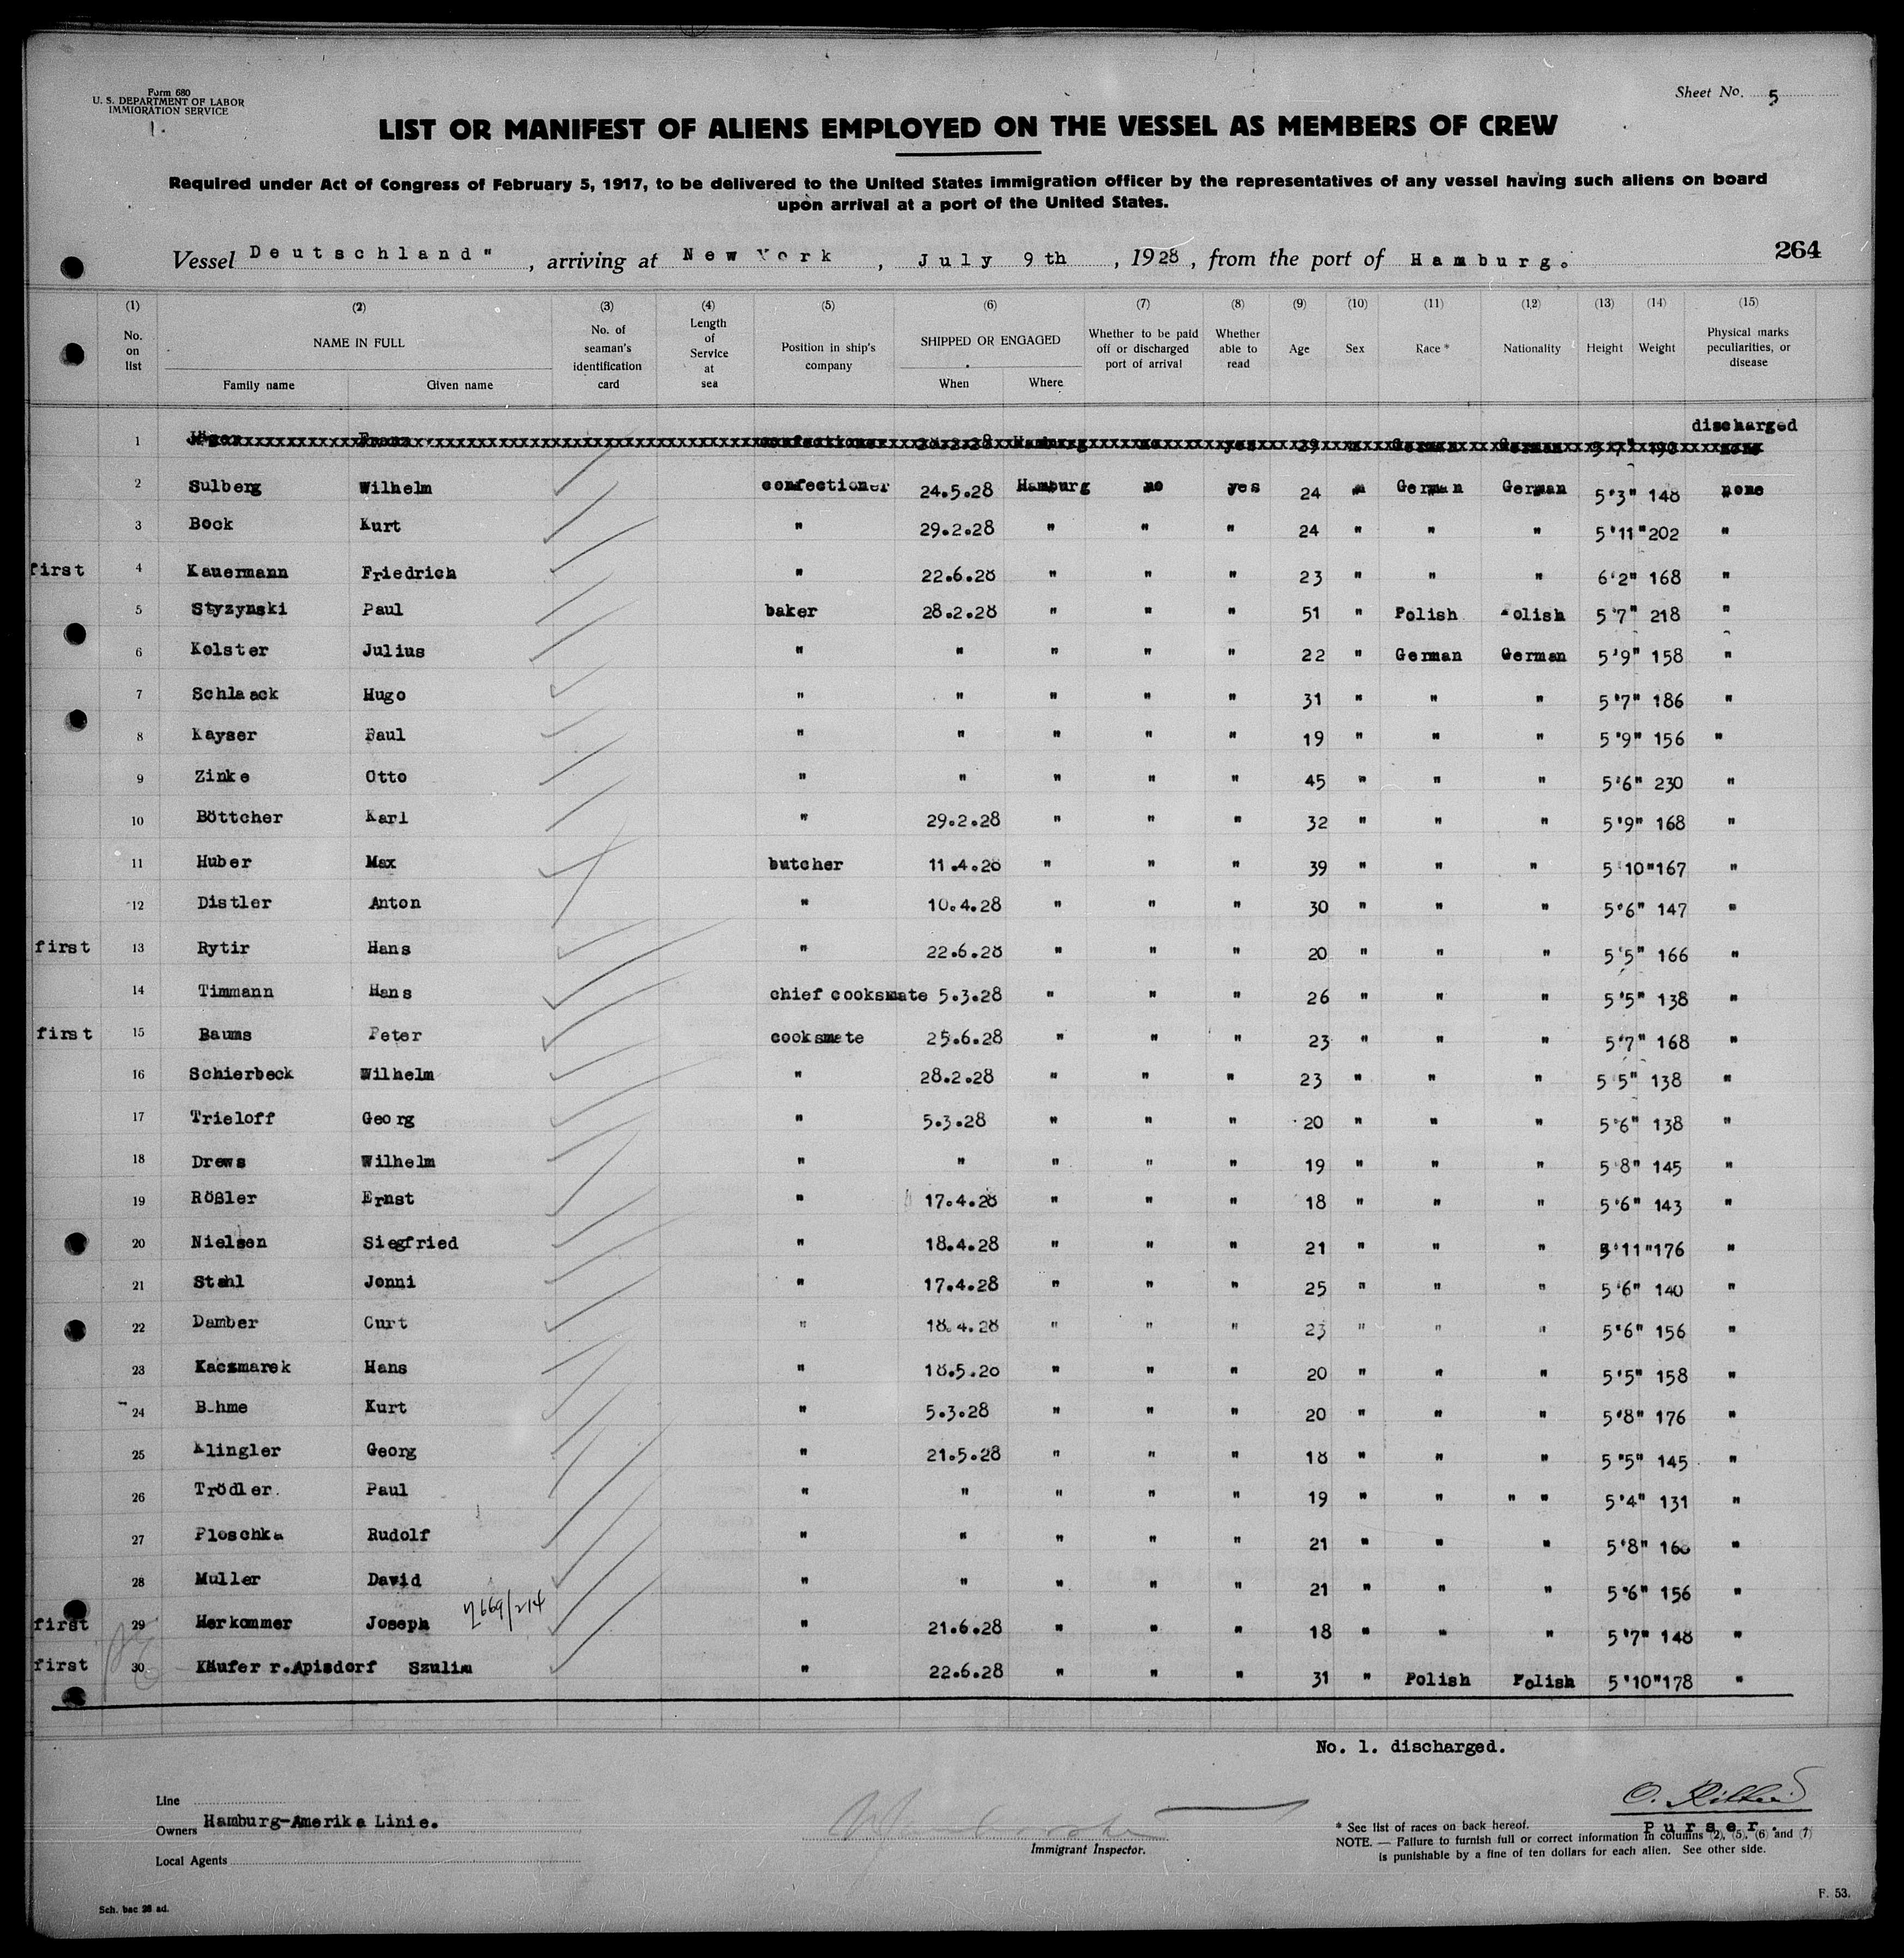 Form 680
U. S. DEPARTMENT OF LABOR
IMMIGRATION SERVICE
1.
Sheet No. 5
LIST OR MANIFEST OF ALIENS EMPLOYED ON THE VESSEL AS MEMBERS OF CREW
Required under Act of Congress of February 5, 1917, to be delivered to the United States immigration officer by the representatives of any vessel having such aliens on board
upon arrival at a port of the United States.
Vessel Deutschland" , arriving at New York , July 9th , 1928, from the port of Hamburg.
264
(1) (2) (3) (4) (5) (6) (7) (8) (9) (10) (11) (12) (13) (14) (15)
No. on list NAME IN FULL Family name Given name No. of seaman's identification card Length of Service at sea Position in ship's company SHIPPED OR ENGAGED When Where Whether to be paid off or discharged port of arrival Whether able to read Age Sex Race * Nationality Height Weight Physical marks peculiarities, or disease
discharged
1 confectioner Hamburg no yes 29 German German none
2 Sulberg Wilhelm confectioner 24.5.28 Hamburg no yes 24 m German German 5'3" 148 none
3 Bock Kurt " 29.2.28 " " " 24 " " " 5'11" 202 "
first 4 Kauermann Friedrich " 22.6.28 " " " 23 " " " 6'2" 168 "
5 Styzynski Paul baker 28.2.28 " " " 51 " Polish olish 5'7" 218 "
6 Kolster Julius " " " " " 22 " German German 5'9" 158 "
7 Schlaack Hugo " " " " " 31 " " " 5'7" 186 "
8 Kayser Paul " " " " " 19 " " " 5'9" 156 "
9 Zinke Otto " " " " " 45 " " " 5'6" 230 "
10 Böttcher Karl " 29.2.28 " " " 32 " " " 5'9" 168 "
11 Huber Max butcher 11.4.28 " " " 39 " " " 5'10" 167 "
12 Distler Anton " 10.4.28 " " " 30 " " " 5'6" 147 "
first 13 Rytir Hans " 22.6.28 " " " 20 " " " 5'5" 166 "
14 Timmann Hans chief cooksmate 5.3.28 " " " 26 " " " 5'5" 138 "
first 15 Baums Peter cooksmate 25.6.28 " " " 23 " " " 5'7" 168 "
16 Schierbeck Wilhelm " 28.2.28 " " " 23 " " " 5'5" 138 "
17 Trieloff Georg " 5.3.28 " " " 20 " " " 5'6" 138 "
18 Drews Wilhelm " " " " " 19 " " " 5'8" 145 "
19 Rößler Ernst " 17.4.28 " " " 18 " " " 5'6" 143 "
20 Nielsen Siegfried " 18.4.28 " " " 21 " " " 5'11" 176 "
21 Stahl Jonni " 17.4.28 " " " 25 " " " 5'6" 140 "
22 Damber Curt " 18.4.28 " " " 23 " " " 5'6" 156 "
23 Kaczmarek Hans " 18.5.28 " " " 20 " " " 5'5" 158 "
24 B-hme Kurt " 5.3.28 " " " 20 " " " 5'8" 176 "
25 Klingler Georg " 21.5.28 " " " 18 " " " 5'5" 145 "
26 Trödler. Paul " " " " " 19 " " " " 5'4" 131 "
27 Ploschka Rudolf " " " " " 21 " " " 5'8" 168 "
28 Muller David " " " " " 21 " " " 5'6" 156 "
first 29 Herkommer Joseph 669/214 " 21.6.28 " " " 18 " " " 5'7" 148 "
first 30 Käufer r.Apisdorf Szulim " 22.6.28 " " " 31 " Polish Polish 5'10" 178 "
No. 1. discharged.
Line
Owners Hamburg-Amerika Linie.
Local Agents
Immigrant Inspector.
Purser.
* See list of races on back hereof.
NOTE. — Failure to furnish full or correct information in columns (2), (5), (6) and (7)
is punishable by a fine of ten dollars for each alien. See other side.
Sch. bac 28 ad.
F. 53.